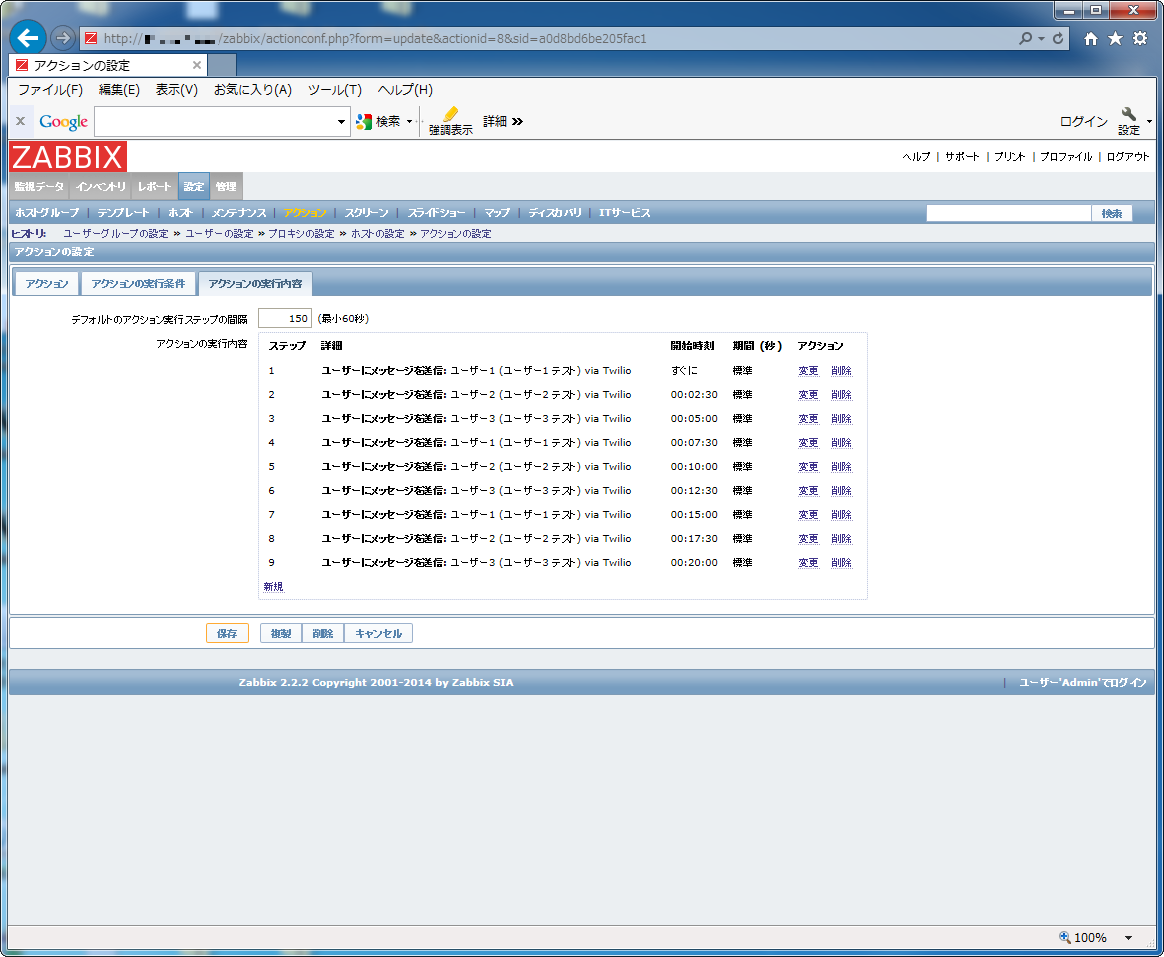 http:// /zabbix/actionconf.php?form=update&actionid=8&sid=a0d8bd6be205fac1
アクションの設定
ファイル(F) 編集(E) 表示(V) お気に入り(A) ツール(T) ヘルプ(H)
Google 検索 強調表示 詳細 ログイン 設定
ZABBIX
ヘルプ | サポート | プリント | プロファイル | ログアウト
監視データ インベントリ レポート 設定 管理
ホストグループ | テンプレート | ホスト | メンテナンス | アクション | スクリーン | スライドショー | マップ | ディスカバリ | ITサービス 検索
ヒストリ: ユーザーグループの設定 » ユーザーの設定 » プロキシの設定 » ホストの設定 » アクションの設定
アクションの設定
アクション アクションの実行条件 アクションの実行内容
デフォルトのアクション実行ステップの間隔 150 (最小60秒)
アクションの実行内容
ステップ 詳細 開始時刻 期間 (秒) アクション
1 ユーザーにメッセージを送信: ユーザー1 (ユーザー1 テスト) via Twilio すぐに 標準 変更 削除
2 ユーザーにメッセージを送信: ユーザー2 (ユーザー2 テスト) via Twilio 00:02:30 標準 変更 削除
3 ユーザーにメッセージを送信: ユーザー3 (ユーザー3 テスト) via Twilio 00:05:00 標準 変更 削除
4 ユーザーにメッセージを送信: ユーザー1 (ユーザー1 テスト) via Twilio 00:07:30 標準 変更 削除
5 ユーザーにメッセージを送信: ユーザー2 (ユーザー2 テスト) via Twilio 00:10:00 標準 変更 削除
6 ユーザーにメッセージを送信: ユーザー3 (ユーザー3 テスト) via Twilio 00:12:30 標準 変更 削除
7 ユーザーにメッセージを送信: ユーザー1 (ユーザー1 テスト) via Twilio 00:15:00 標準 変更 削除
8 ユーザーにメッセージを送信: ユーザー2 (ユーザー2 テスト) via Twilio 00:17:30 標準 変更 削除
9 ユーザーにメッセージを送信: ユーザー3 (ユーザー3 テスト) via Twilio 00:20:00 標準 変更 削除
新規
保存 複製 削除 キャンセル
Zabbix 2.2.2 Copyright 2001-2014 by Zabbix SIA | ユーザー'Admin'でログイン
100%